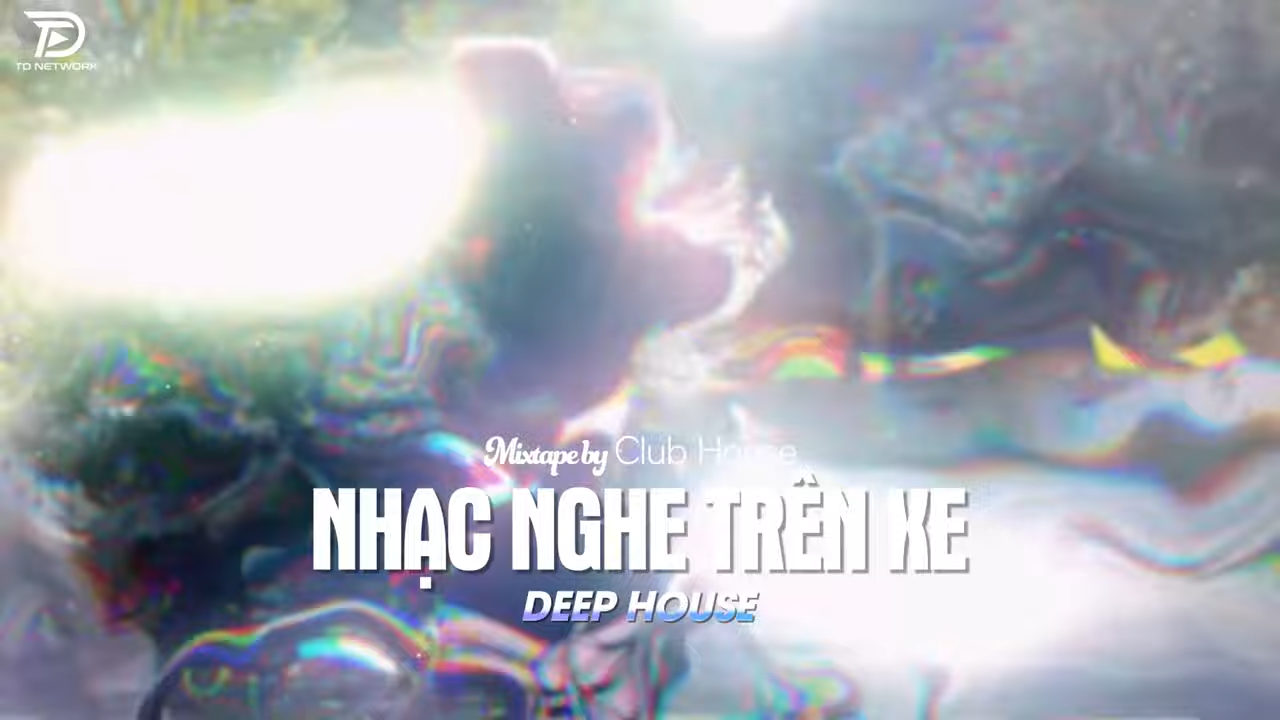 TD NETWORK
Mixtape by Club House
NHẠC NGHE TRÊN XE
DEEP HOUSE